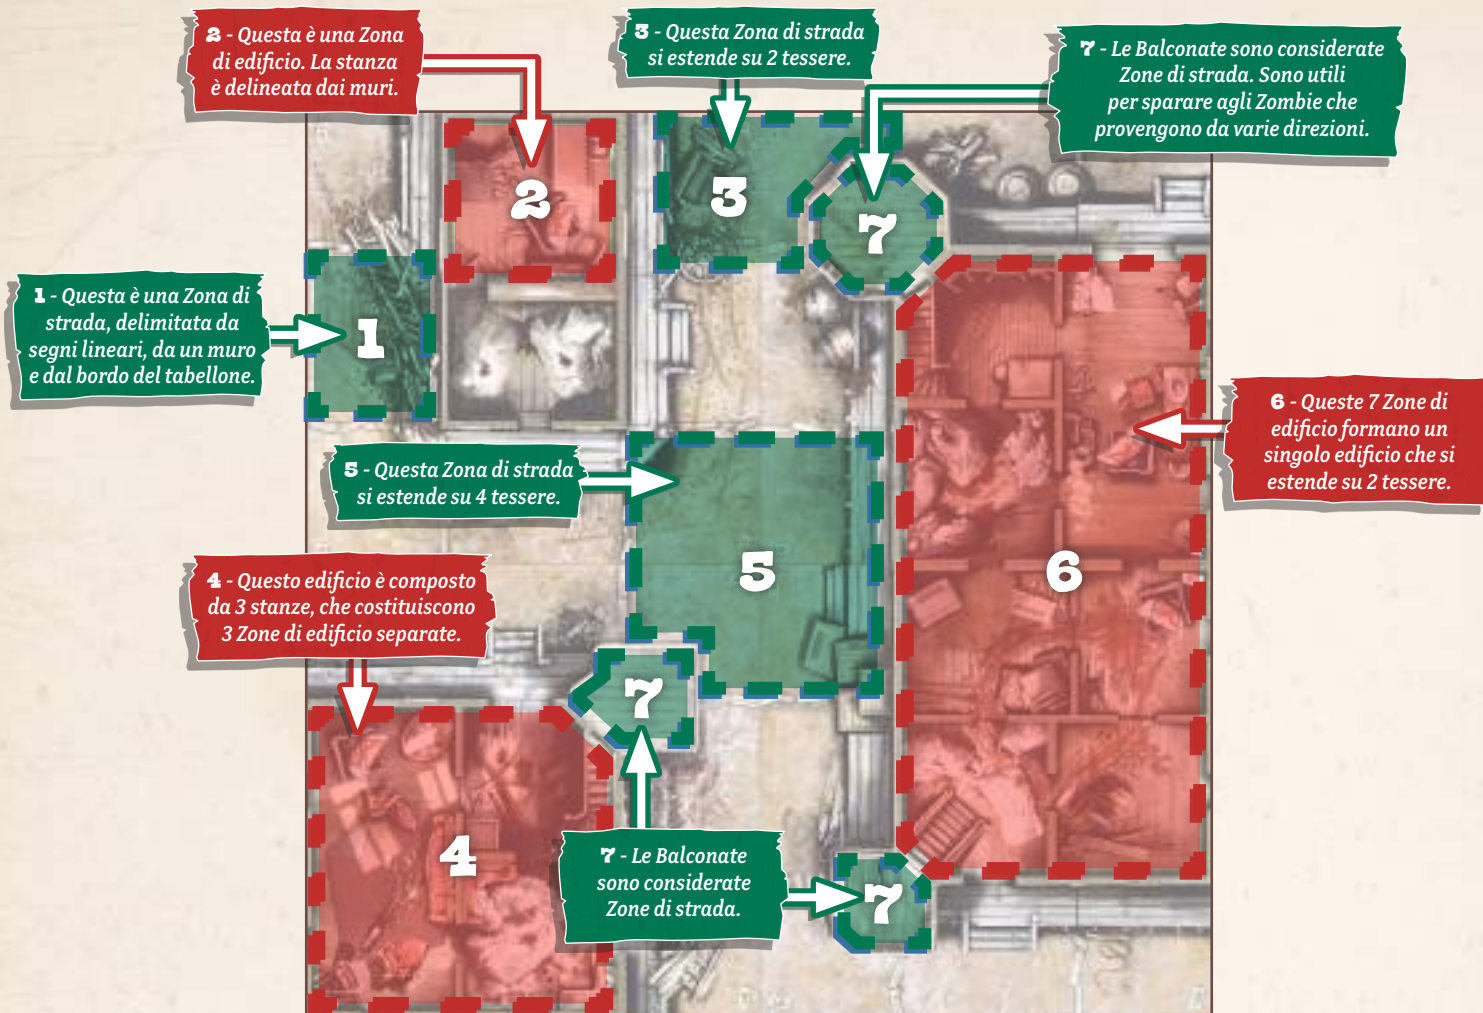 2 - Questa è una Zona
di edificio. La stanza
è delineata dai muri.
3 - Questa Zona di strada
si estende su 2 tessere.
7 - Le Balconate sono considerate
Zone di strada. Sono utili
per sparare agli Zombie che
provengono da varie direzioni.
2
3
7
1 - Questa è una Zona di
strada, delimitata da
segni lineari, da un muro
e dal bordo del tabellone.
1
6 - Queste 7 Zone di
edificio formano un
singolo edificio che si
estende su 2 tessere.
5 - Questa Zona di strada
si estende su 4 tessere.
5
6
4 - Questo edificio è composto
da 3 stanze, che costituiscono
3 Zone di edificio separate.
7
4
7 - Le Balconate
sono considerate
Zone di strada.
7